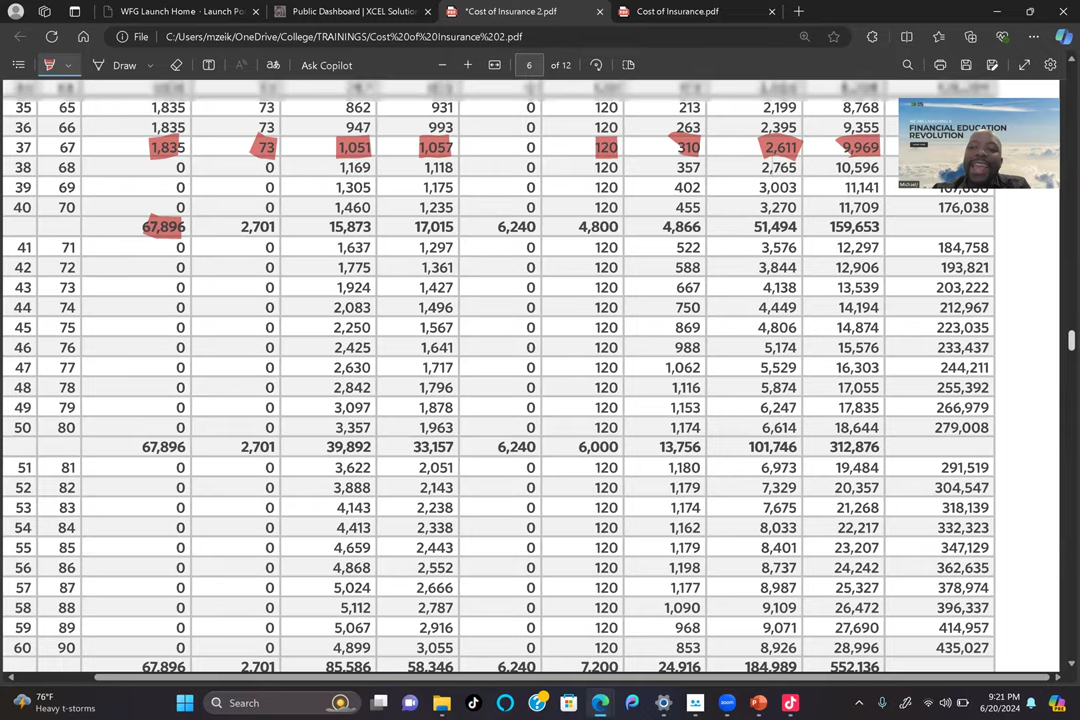 WFG Launch Home - Launch Po
Public Dashboard | XCEL Solution
*Cost of Insurance 2.pdf
Cost of Insurance.pdf
File
C:/Users/mzeik/OneDrive/College/TRAININGS/Cost%20of%20Insurance%202.pdf
Draw
Ask Copilot
6 of 12
35 65 1,835 73 862 931 0 120 213 2,199 8,768
36 66 1,835 73 947 993 0 120 263 2,395 9,355
37 67 1,835 73 1,051 1,057 0 120 310 2,611 9,969
38 68 0 0 1,169 1,118 0 120 357 2,765 10,596
39 69 0 0 1,305 1,175 0 120 402 3,003 11,141
40 70 0 0 1,460 1,235 0 120 455 3,270 11,709 176,038
67,896 2,701 15,873 17,015 6,240 4,800 4,866 51,494 159,653
41 71 0 0 1,637 1,297 0 120 522 3,576 12,297 184,758
42 72 0 0 1,775 1,361 0 120 588 3,844 12,906 193,821
43 73 0 0 1,924 1,427 0 120 667 4,138 13,539 203,222
44 74 0 0 2,083 1,496 0 120 750 4,449 14,194 212,967
45 75 0 0 2,250 1,567 0 120 869 4,806 14,874 223,035
46 76 0 0 2,425 1,641 0 120 988 5,174 15,576 233,437
47 77 0 0 2,630 1,717 0 120 1,062 5,529 16,303 244,211
48 78 0 0 2,842 1,796 0 120 1,116 5,874 17,055 255,392
49 79 0 0 3,097 1,878 0 120 1,153 6,247 17,835 266,979
50 80 0 0 3,357 1,963 0 120 1,174 6,614 18,644 279,008
67,896 2,701 39,892 33,157 6,240 6,000 13,756 101,746 312,876
51 81 0 0 3,622 2,051 0 120 1,180 6,973 19,484 291,519
52 82 0 0 3,888 2,143 0 120 1,179 7,329 20,357 304,547
53 83 0 0 4,143 2,238 0 120 1,174 7,675 21,268 318,139
54 84 0 0 4,413 2,338 0 120 1,162 8,033 22,217 332,323
55 85 0 0 4,659 2,443 0 120 1,179 8,401 23,207 347,129
56 86 0 0 4,868 2,552 0 120 1,198 8,737 24,242 362,635
57 87 0 0 5,024 2,666 0 120 1,177 8,987 25,327 378,974
58 88 0 0 5,112 2,787 0 120 1,090 9,109 26,472 396,337
59 89 0 0 5,067 2,916 0 120 968 9,071 27,690 414,957
60 90 0 0 4,899 3,055 0 120 853 8,926 28,996 435,027
67,896 2,701 85,586 58,346 6,240 7,200 24,916 184,989 552,136
FINANCIAL EDUCATION
REVOLUTION
76°F
Heavy t-storms
Search
9:21 PM
6/20/2024